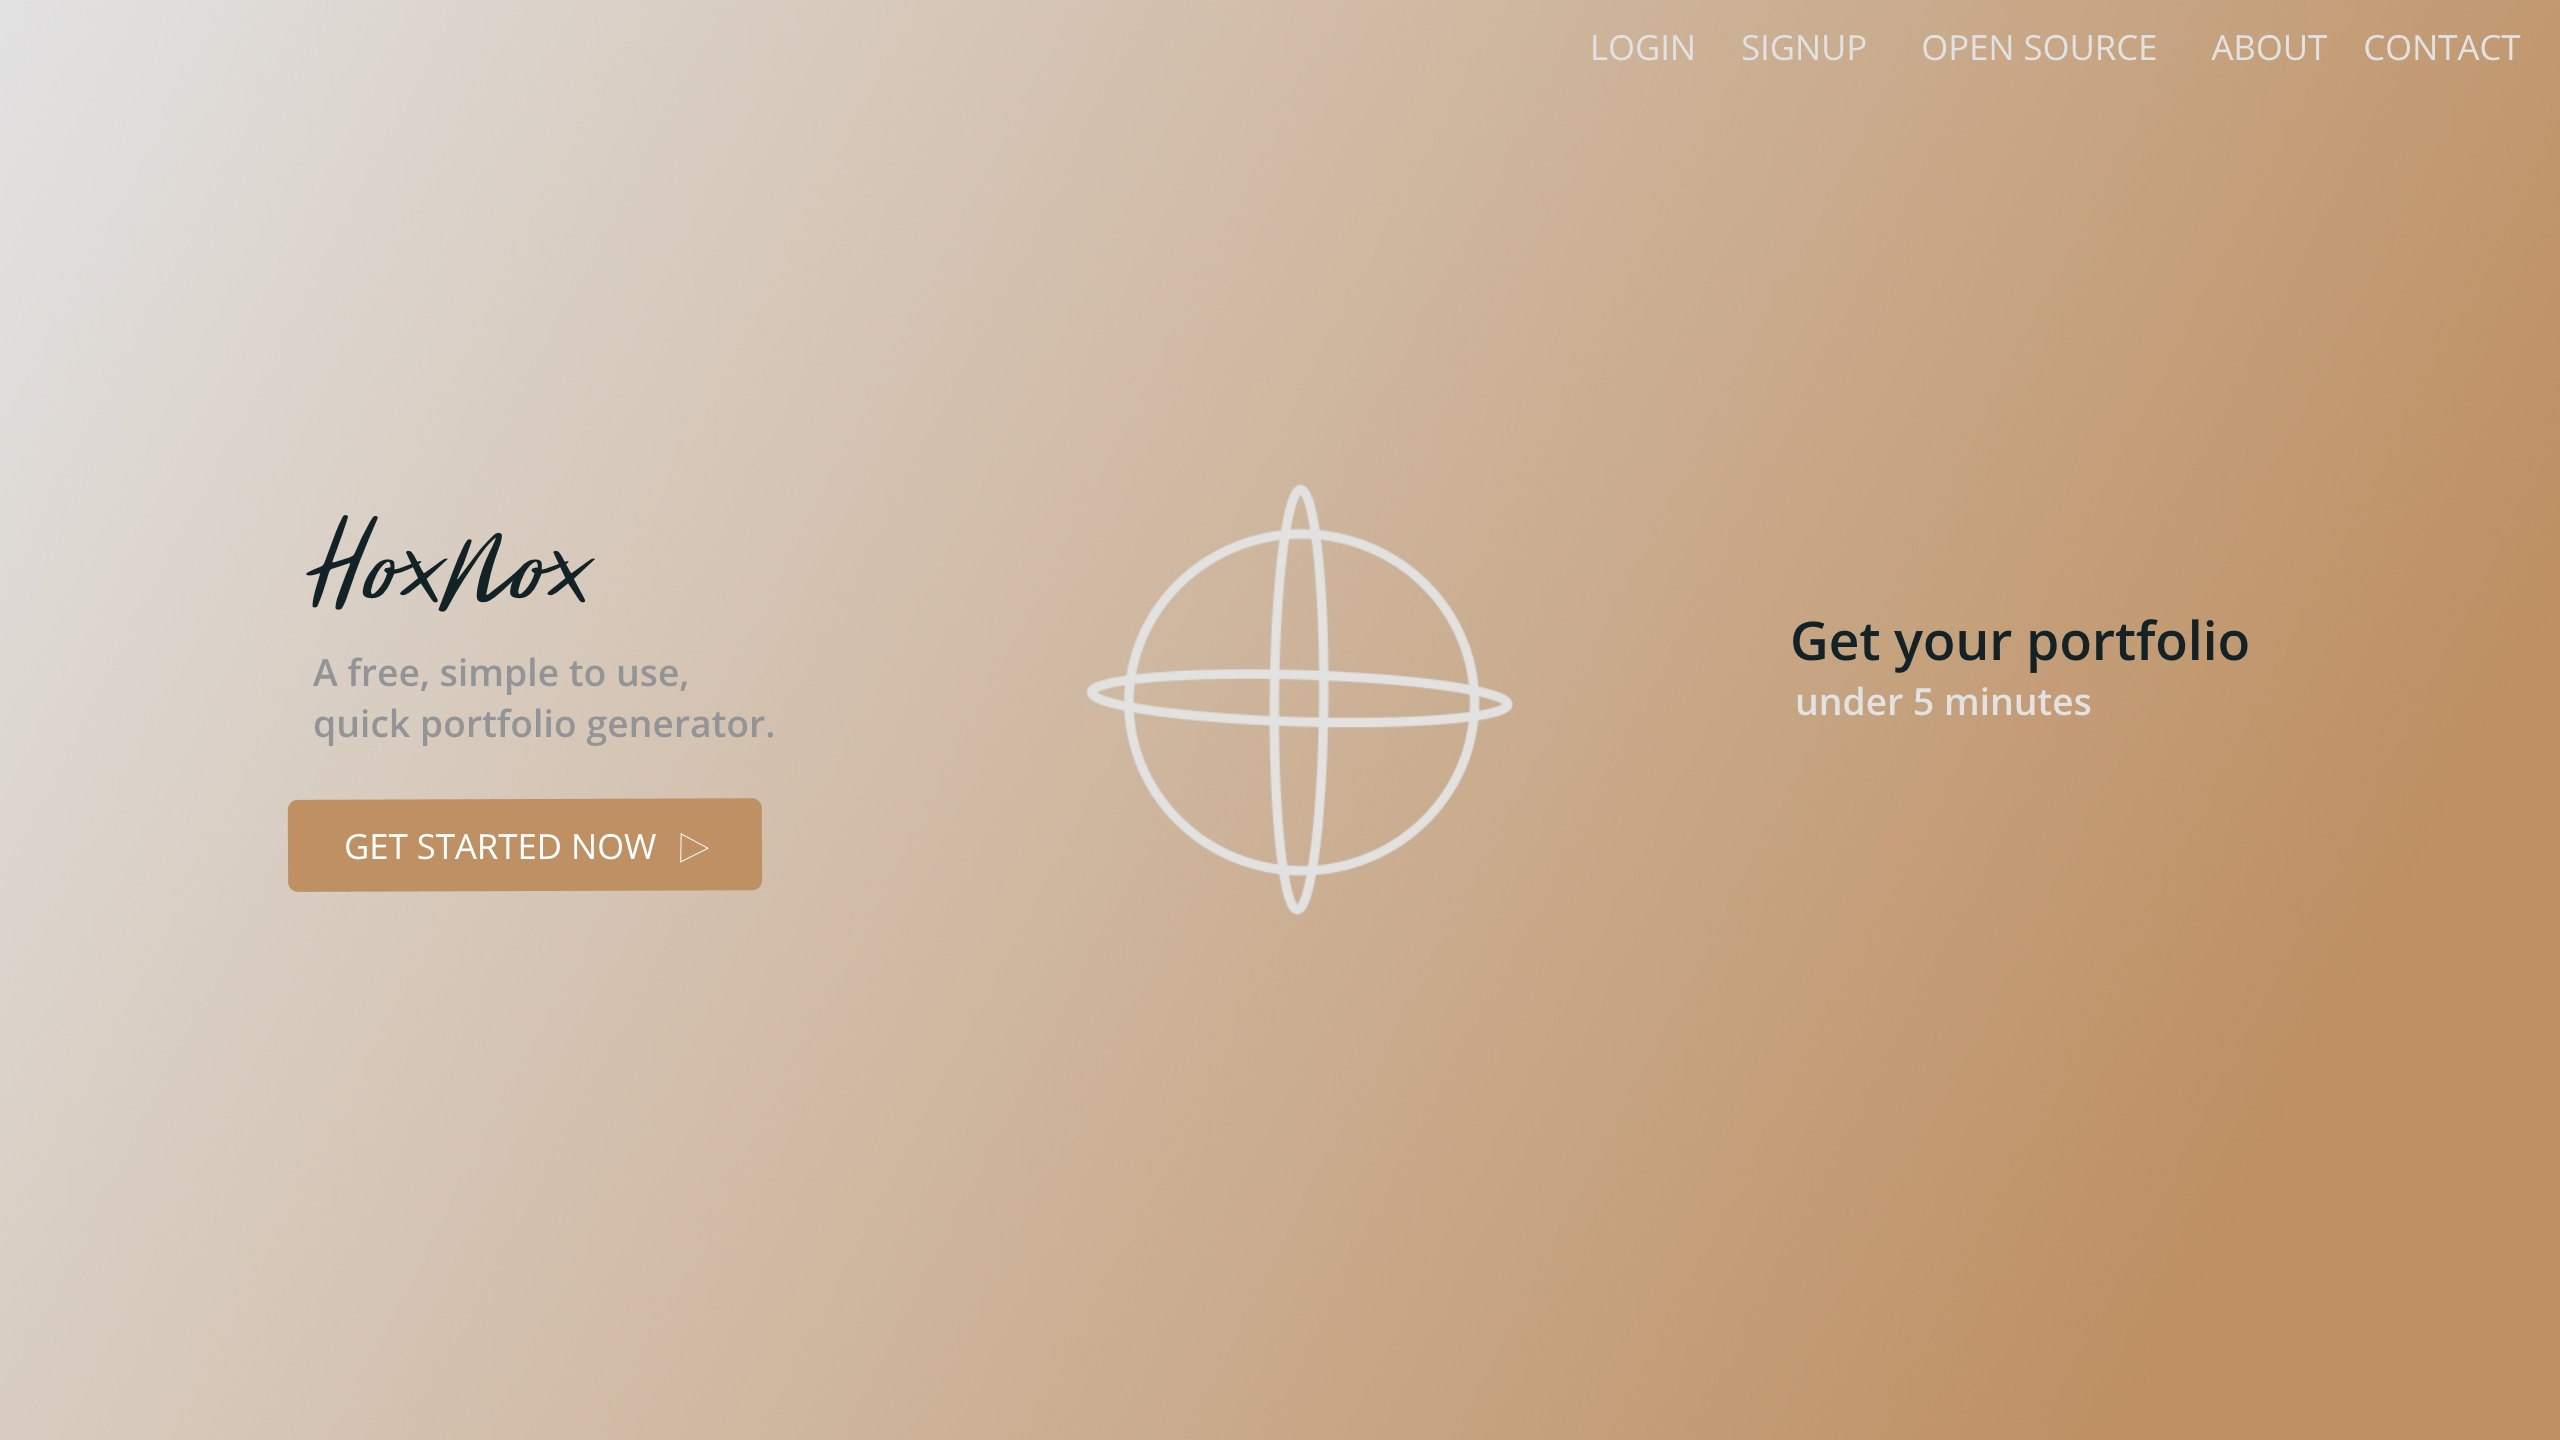 LOGIN SIGNUP OPEN SOURCE ABOUT CONTACT
HoxNox
A free, simple to use,
quick portfolio generator.
GET STARTED NOW
Get your portfolio
under 5 minutes